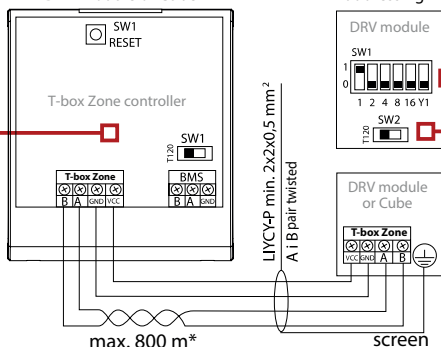 SW1
RESET
T-box Zone controller
SW1
T120
T-box Zone
B A GND VCC
BMS
B A GND
LIYCY-P min. 2x2x0,5 mm²
A i B pair twisted
max. 800 m*
DRV module
SW1
1
0
1 2 4 8 16 Y1
SW2
T120
DRV module
or Cube
T-box Zone
VCC GND A B
screen